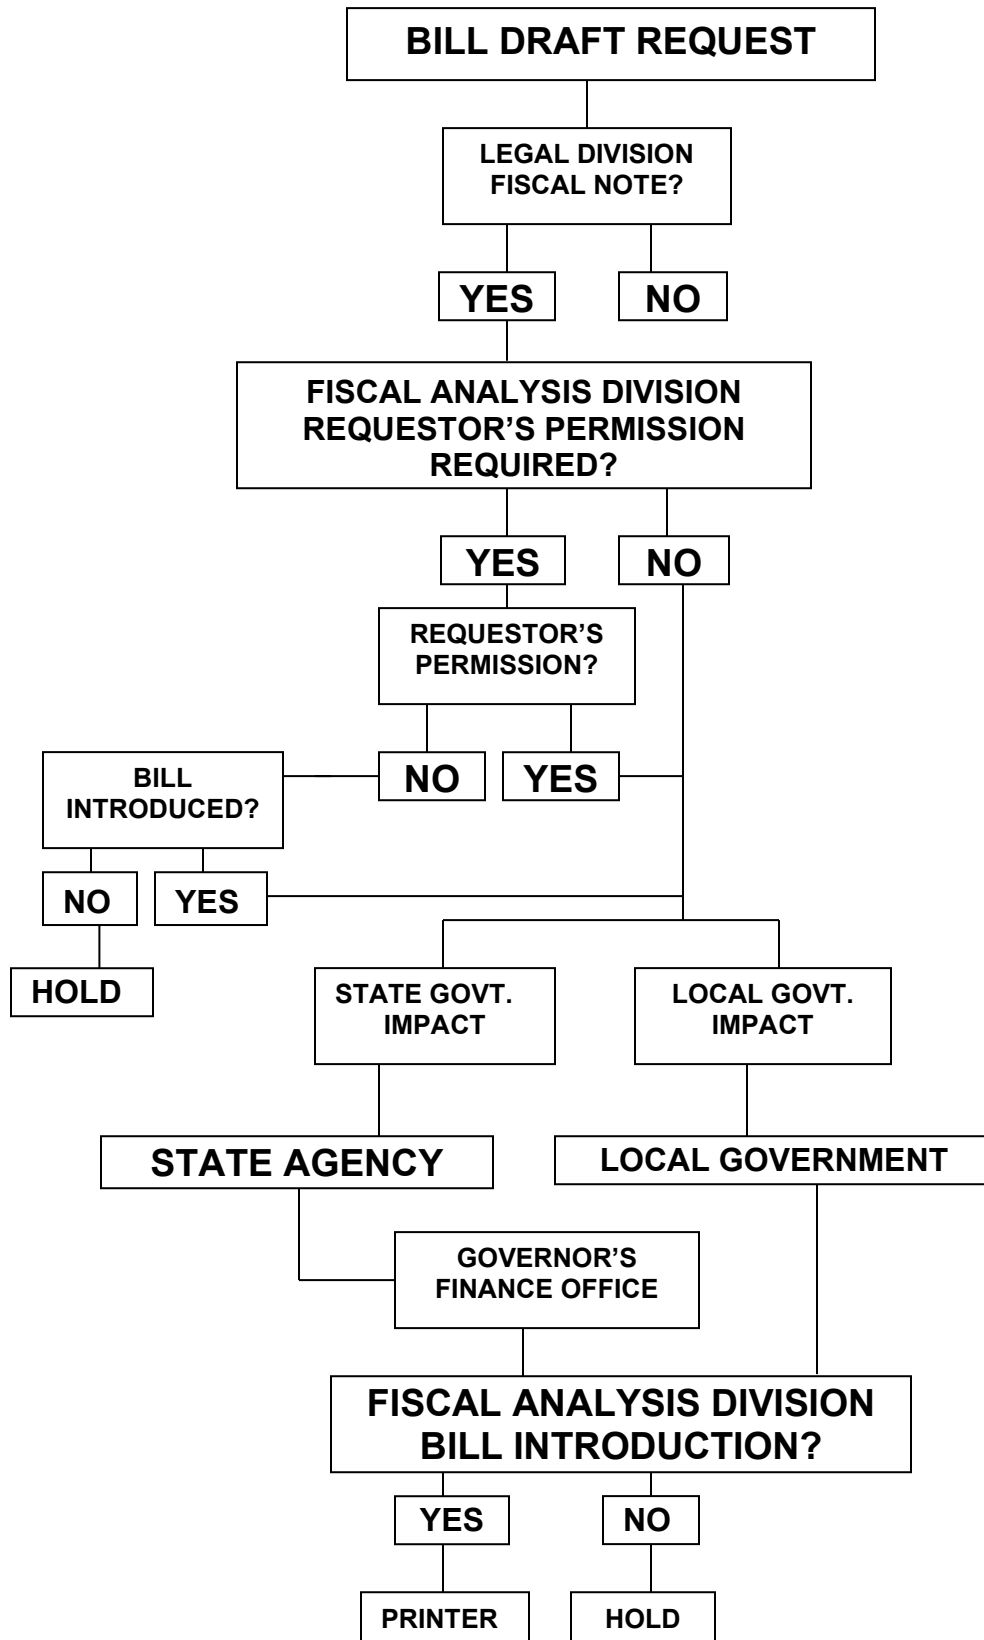 BILL DRAFT REQUEST
LEGAL DIVISION
FISCAL NOTE?
YES
NO
FISCAL ANALYSIS DIVISION
REQUESTOR’S PERMISSION
REQUIRED?
YES
NO
REQUESTOR’S
PERMISSION?
BILL
INTRODUCED?
NO
YES
NO
YES
HOLD
STATE GOVT.
IMPACT
LOCAL GOVT.
IMPACT
STATE AGENCY
LOCAL GOVERNMENT
GOVERNOR’S
FINANCE OFFICE
FISCAL ANALYSIS DIVISION
BILL INTRODUCTION?
YES
NO
PRINTER
HOLD